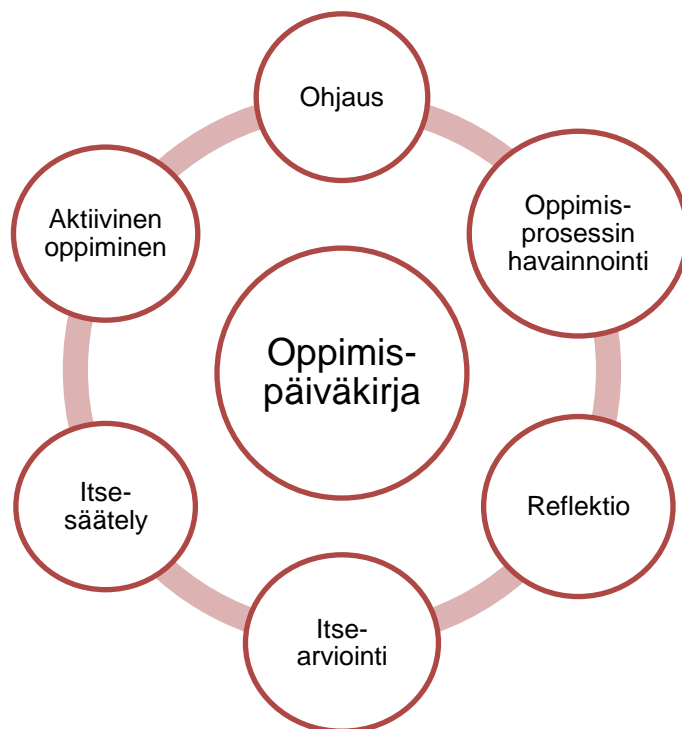 Ohjaus
Oppimis-
prosessin
havainnointi
Reflektio
Itse-
arviointi
Itse-
säätely
Aktiivinen
oppiminen
Oppimis-
päiväkirja